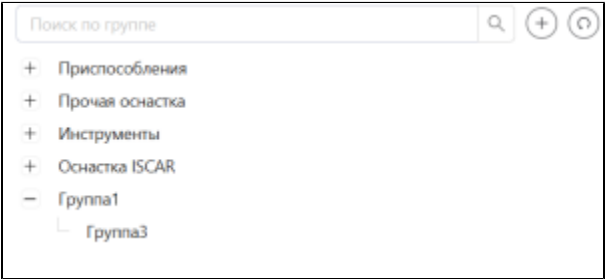 Поиск по группе
Приспособления
Прочая оснастка
Инструменты
Оснастка ISCAR
Группа1
Группа3